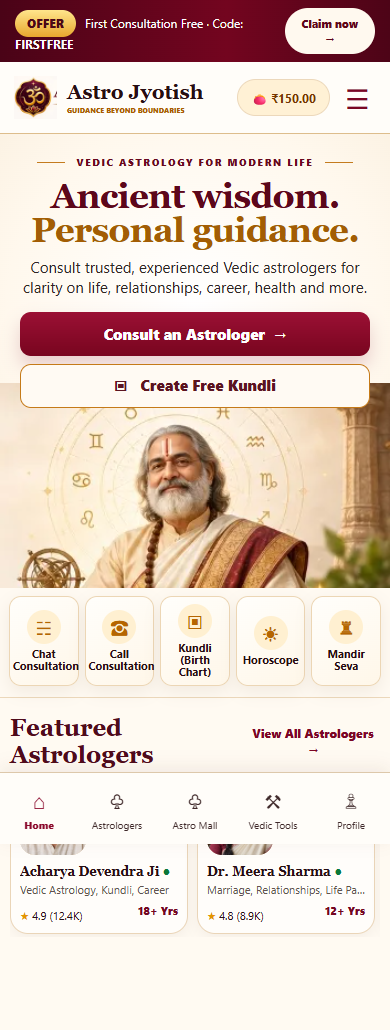 OFFER First Consultation Free · Code:
FIRSTFREE
Claim now
→
ॐ
Astro Jyotish
GUIDANCE BEYOND BOUNDARIES
₹150.00
VEDIC ASTROLOGY FOR MODERN LIFE
Ancient wisdom.
Personal guidance.
Consult trusted, experienced Vedic astrologers for
clarity on life, relationships, career, health and more.
Consult an Astrologer →
Create Free Kundli
Chat
Consultation
Call
Consultation
Kundli
(Birth
Chart)
Horoscope
Mandir
Seva
Featured
Astrologers
View All Astrologers
→
Home
Astrologers
Astro Mall
Vedic Tools
Profile
Acharya Devendra Ji
Vedic Astrology, Kundli, Career
★ 4.9 (12.4K) 18+ Yrs
Dr. Meera Sharma
Marriage, Relationships, Life Pa...
★ 4.8 (8.9K) 12+ Yrs